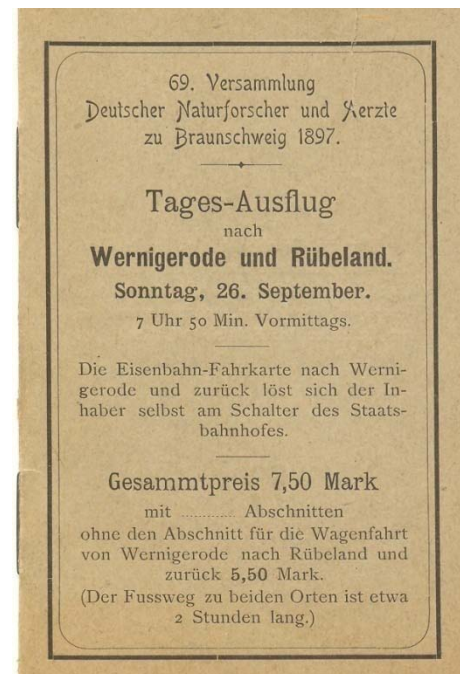 69. Versammlung
Deutscher Naturforscher und Aerzte
zu Braunschweig 1897.
Tages-Ausflug
nach
Wernigerode und Rübeland.
Sonntag, 26. September.
7 Uhr 50 Min. Vormittags.
Die Eisenbahn-Fahrkarte nach Werni-
gerode und zurück löst sich der In-
haber selbst am Schalter des Staats-
bahnhofes.
Gesammtpreis 7,50 Mark
mit ............ Abschnitten
ohne den Abschnitt für die Wagenfahrt
von Wernigerode nach Rübeland und
zurück 5,50 Mark.
(Der Fussweg zu beiden Orten ist etwa
2 Stunden lang.)